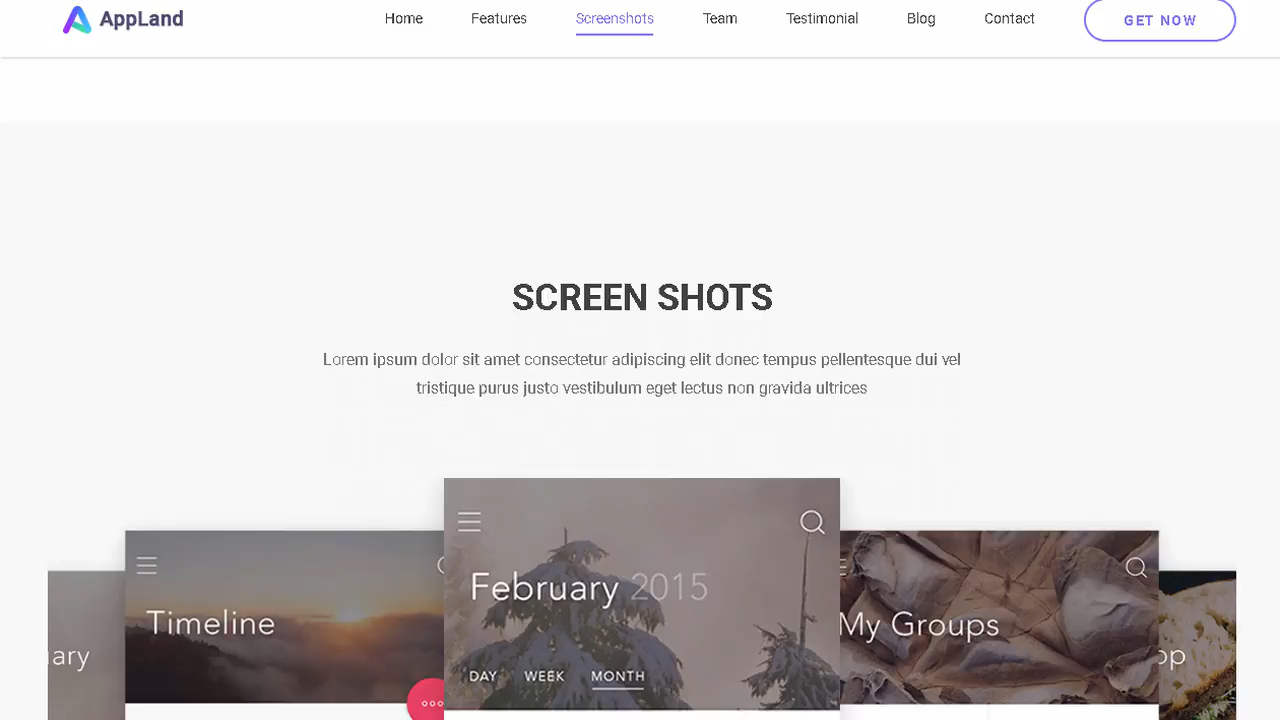 AppLand
Home Features Screenshots Team Testimonial Blog Contact GET NOW
SCREEN SHOTS
Lorem ipsum dolor sit amet consectetur adipiscing elit donec tempus pellentesque dui vel
tristique purus justo vestibulum eget lectus non gravida ultrices
February 2015
DAY WEEK MONTH
Timeline
My Groups